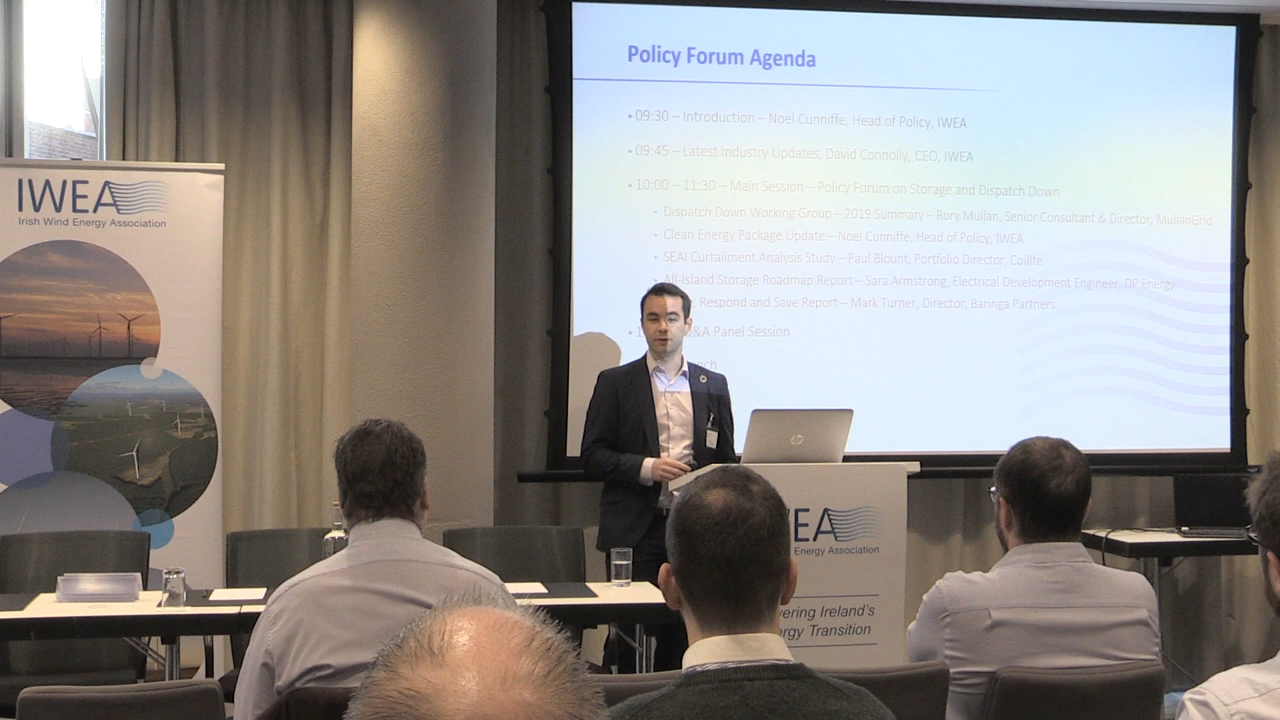 Policy Forum Agenda
• 09:30 – Introduction – Noel Cunniffe, Head of Policy, IWEA
• 09:45 – Latest Industry Updates, David Connolly, CEO, IWEA
• 10:00 – 11:30 – Main Session – Policy Forum on Storage and Dispatch Down
- Dispatch Down Working Group – 2019 Summary – Rory Mullan, Senior Consultant & Director, MullanGrid
- Clean Energy Package Update – Noel Cunniffe, Head of Policy, IWEA
- SEAI Curtailment Analysis Study – Paul Blount, Portfolio Director, Coillte
- All-Island Storage Roadmap Report – Sara Armstrong, Electrical Development Engineer, DP Energy
Respond and Save Report – Mark Turner, Director, Baringa Partners
• 1 &A Panel Session
IWEA
Irish Wind Energy Association
hp
EA
Energy Association
vering Ireland's
ergy Transition